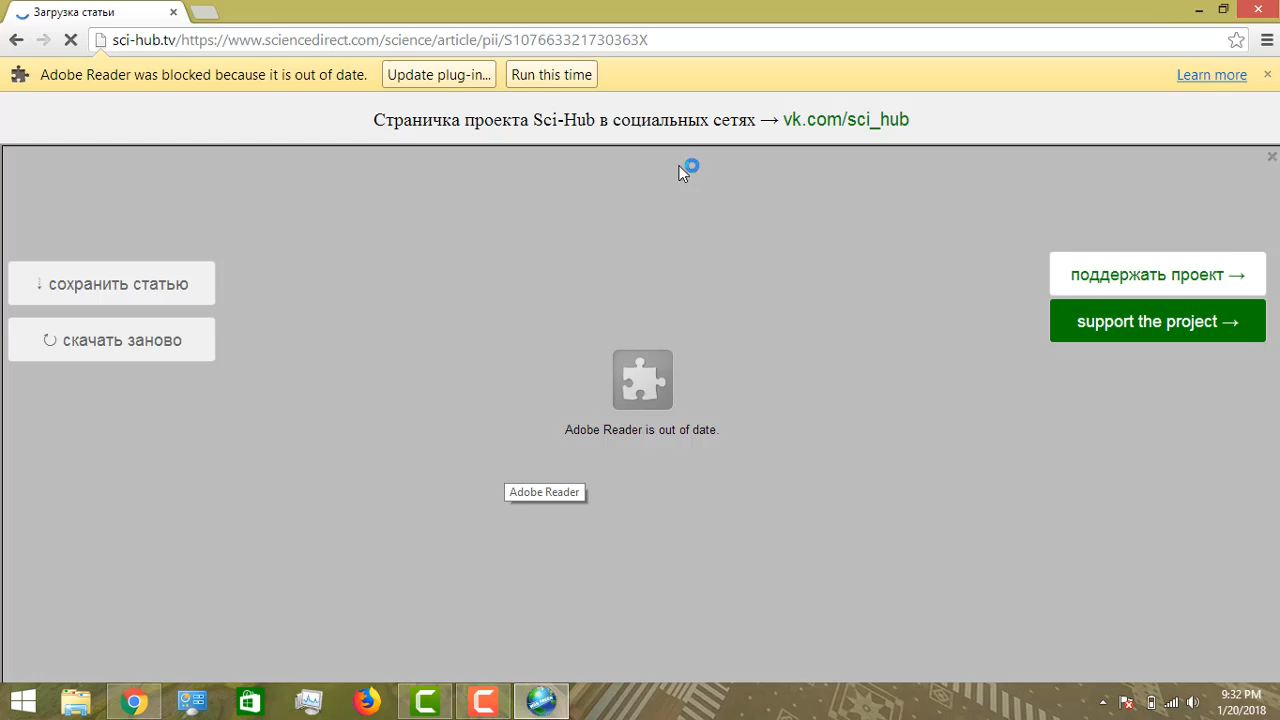 Загрузка статьи
sci-hub.tv/https://www.sciencedirect.com/science/article/pii/S107663321730363X
Adobe Reader was blocked because it is out of date. Update plug-in... Run this time Learn more
Страничка проекта Sci-Hub в социальных сетях → vk.com/sci_hub
↓ сохранить статью
поддержать проект →
support the project →
↻ скачать заново
Adobe Reader is out of date.
Adobe Reader
9:32 PM
1/20/2018